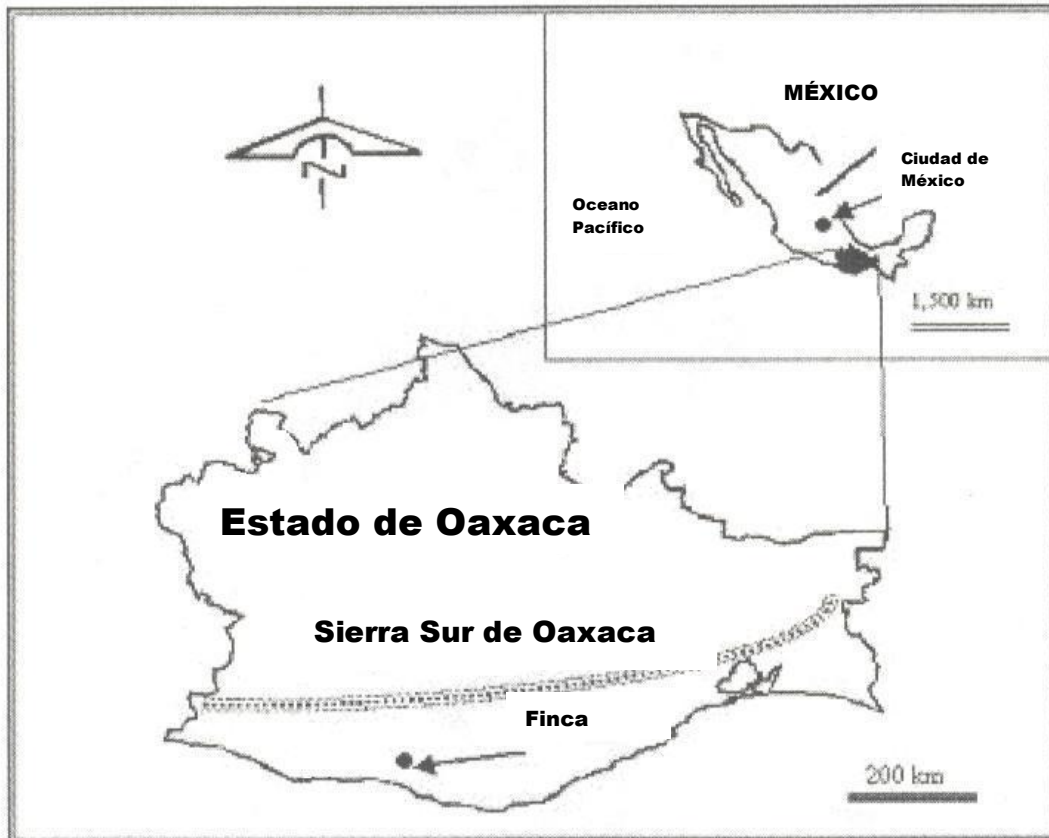 N
MÉXICO
Ciudad de
México
Oceano
Pacífico
1,500 km
Estado de Oaxaca
Sierra Sur de Oaxaca
Finca
200 km